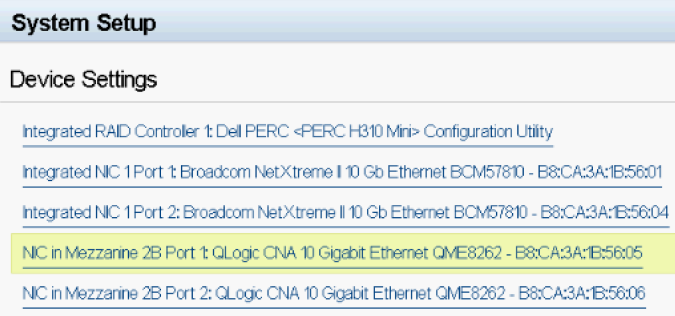 System Setup
Device Settings
Integrated RAID Controller 1: Dell PERC <PERC H310 Mini> Configuration Utility
Integrated NIC 1 Port 1: Broadcom NetXtreme II 10 Gb Ethernet BCM57810 - B8:CA:3A:1B:56:01
Integrated NIC 1 Port 2: Broadcom NetXtreme II 10 Gb Ethernet BCM57810 - B8:CA:3A:1B:56:04
NIC in Mezzanine 2B Port 1: QLogic CNA 10 Gigabit Ethernet QME8262 - B8:CA:3A:1B:56:05
NIC in Mezzanine 2B Port 2: QLogic CNA 10 Gigabit Ethernet QME8262 - B8:CA:3A:1B:56:06